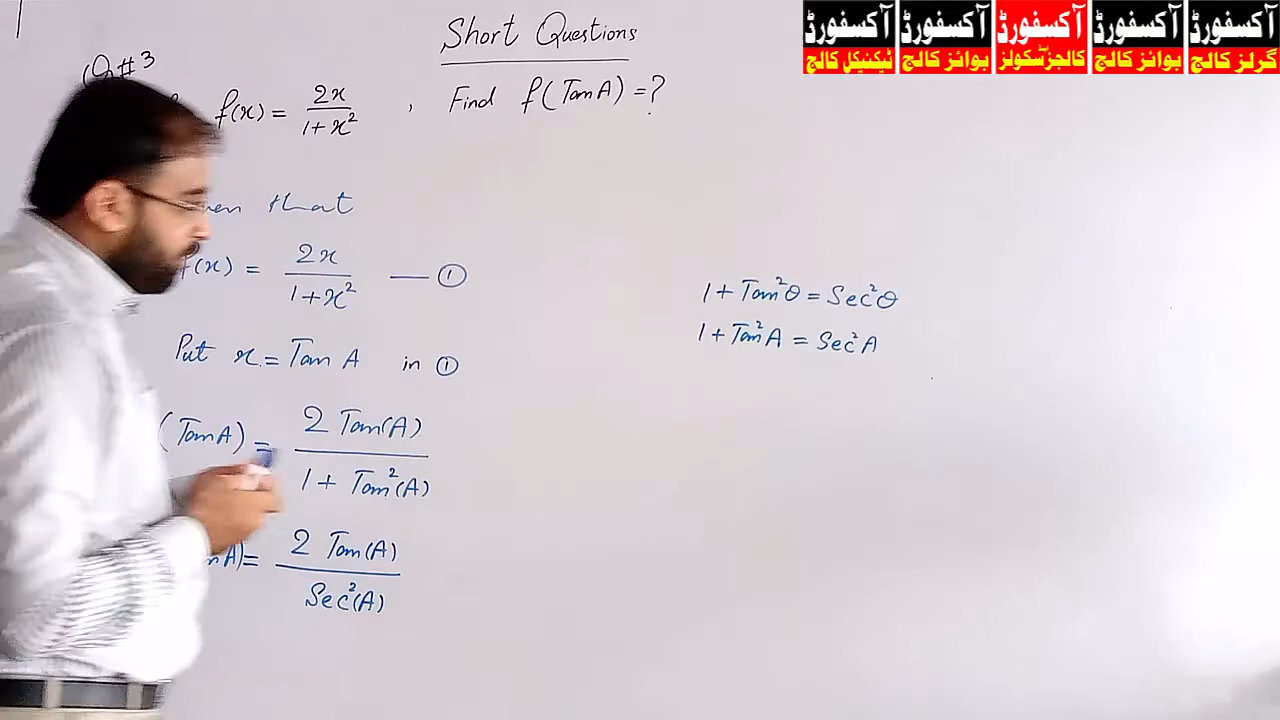 Short Questions
Q#3
f(x) = 2x / 1+x² , Find f(TanA) =?
that
f(x) = 2x / 1+x² — ①
Put x = Tan A in ①
(TanA) = 2 Tan(A) / 1 + Tan²(A)
A) = 2 Tan(A) / Sec²(A)
1 + Tan²θ = Sec²θ
1 + Tan²A = Sec²A
آکسفورڈ ٹیکنیکل کالج
آکسفورڈ بوائز کالج
آکسفورڈ کالجز اینڈ سکولز
آکسفورڈ بوائز کالج
آکسفورڈ گرلز کالج